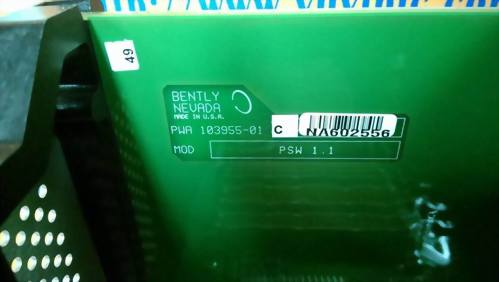 49
BENTLY
NEVADA
MADE IN U.S.A.
PWA 103955-01 C NA602556
MOD PSW 1.1